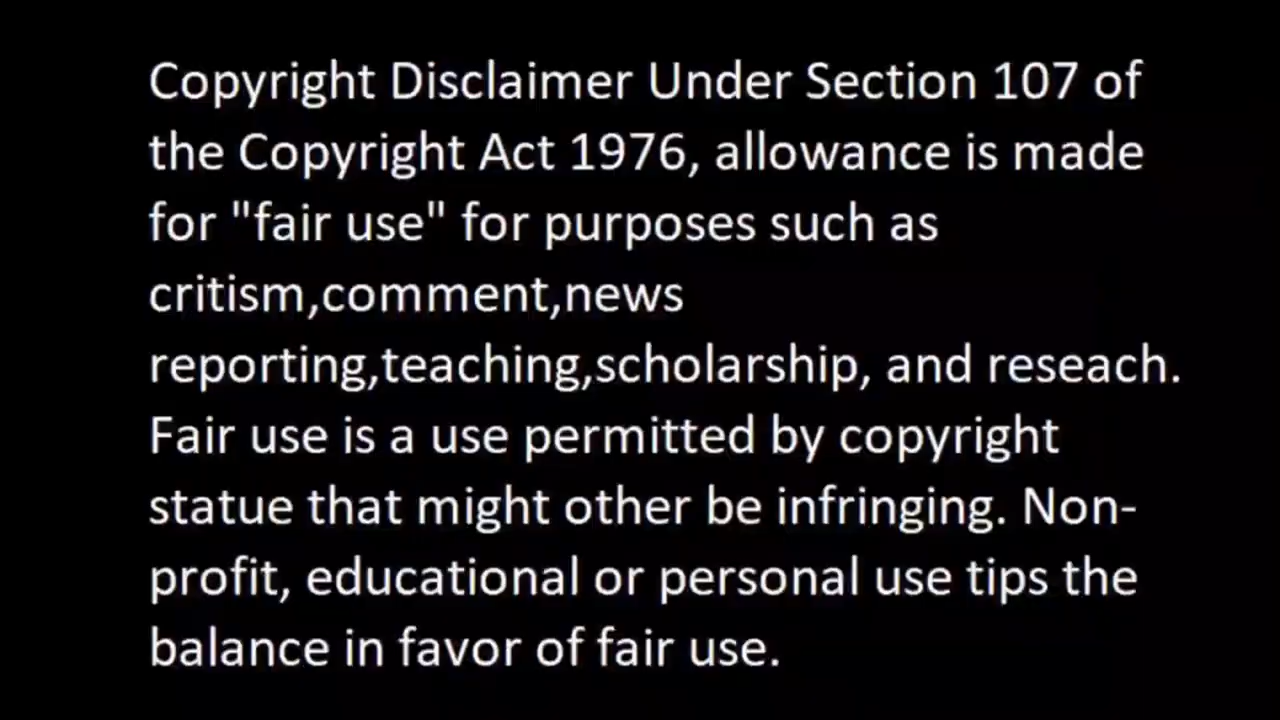 Copyright Disclaimer Under Section 107 of
the Copyright Act 1976, allowance is made
for "fair use" for purposes such as
critism,comment,news
reporting,teaching,scholarship, and reseach.
Fair use is a use permitted by copyright
statue that might other be infringing. Non-
profit, educational or personal use tips the
balance in favor of fair use.